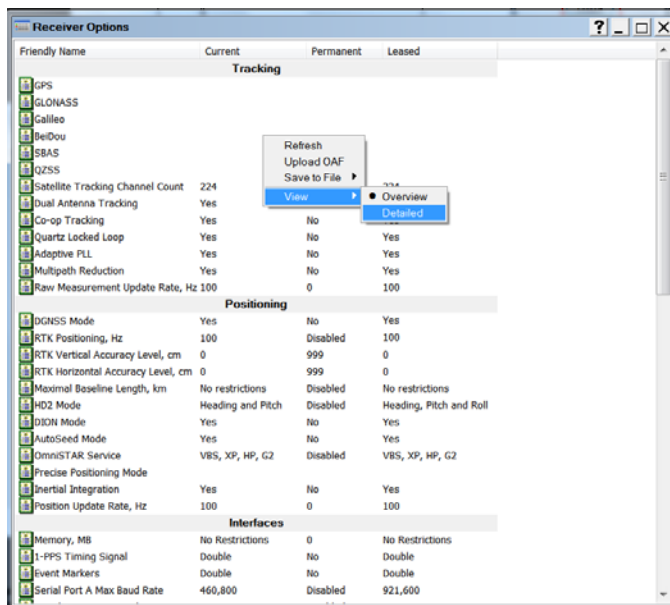 Receiver Options
Friendly Name Current Permanent Leased
Tracking
GPS
GLONASS
Galileo
BeiDou
SBAS
QZSS
Satellite Tracking Channel Count 224
Dual Antenna Tracking Yes
Co-op Tracking Yes No
Quartz Locked Loop Yes No Yes
Adaptive PLL Yes No Yes
Multipath Reduction Yes No Yes
Raw Measurement Update Rate, Hz 100 0 100
Refresh
Upload OAF
Save to File
View
Overview
Detailed
Positioning
DGNSS Mode Yes No Yes
RTK Positioning, Hz 100 Disabled 100
RTK Vertical Accuracy Level, cm 0 999 0
RTK Horizontal Accuracy Level, cm 0 999 0
Maximal Baseline Length, km No restrictions Disabled No restrictions
HD2 Mode Heading and Pitch Disabled Heading, Pitch and Roll
DION Mode Yes No Yes
AutoSeed Mode Yes No Yes
OmniSTAR Service VBS, XP, HP, G2 Disabled VBS, XP, HP, G2
Precise Positioning Mode
Inertial Integration Yes No Yes
Position Update Rate, Hz 100 0 100
Interfaces
Memory, MB No Restrictions 0 No Restrictions
1-PPS Timing Signal Double No Double
Event Markers Double No Double
Serial Port A Max Baud Rate 460,800 Disabled 921,600